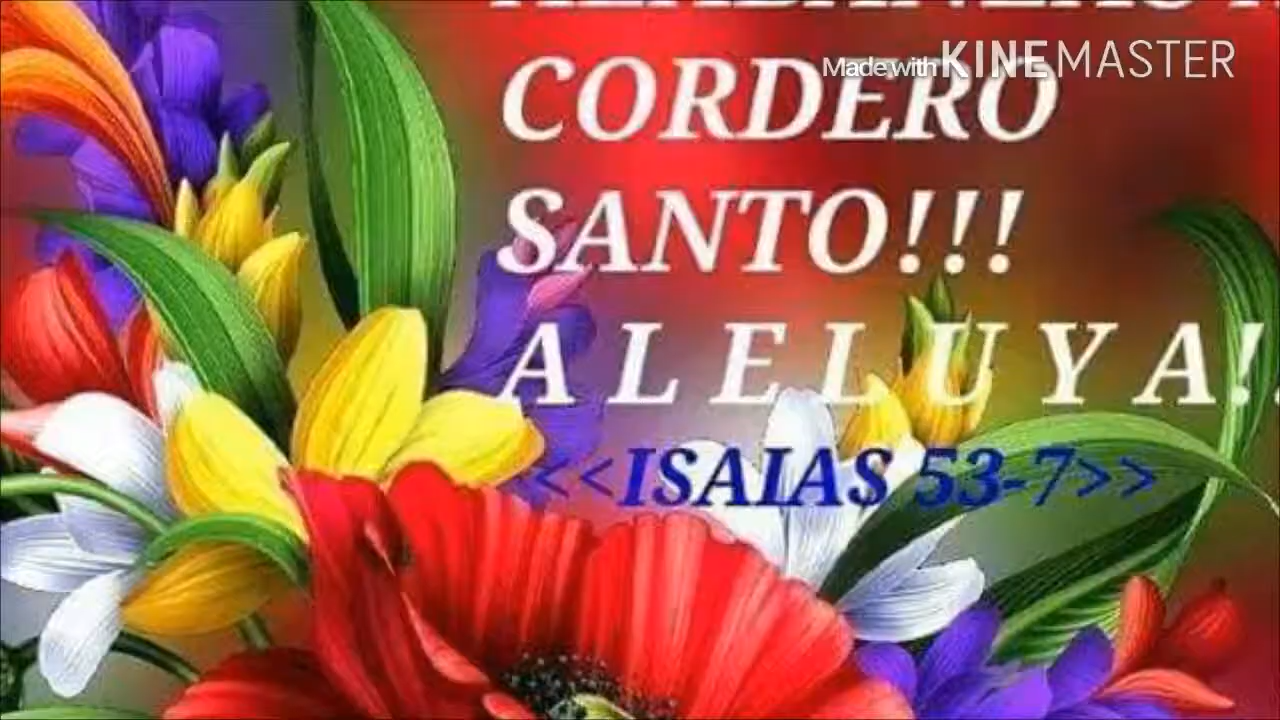 Made with KINEMASTER
CORDERO
SANTO!!!
A L E L U Y A!
<<ISAIAS 53-7>>